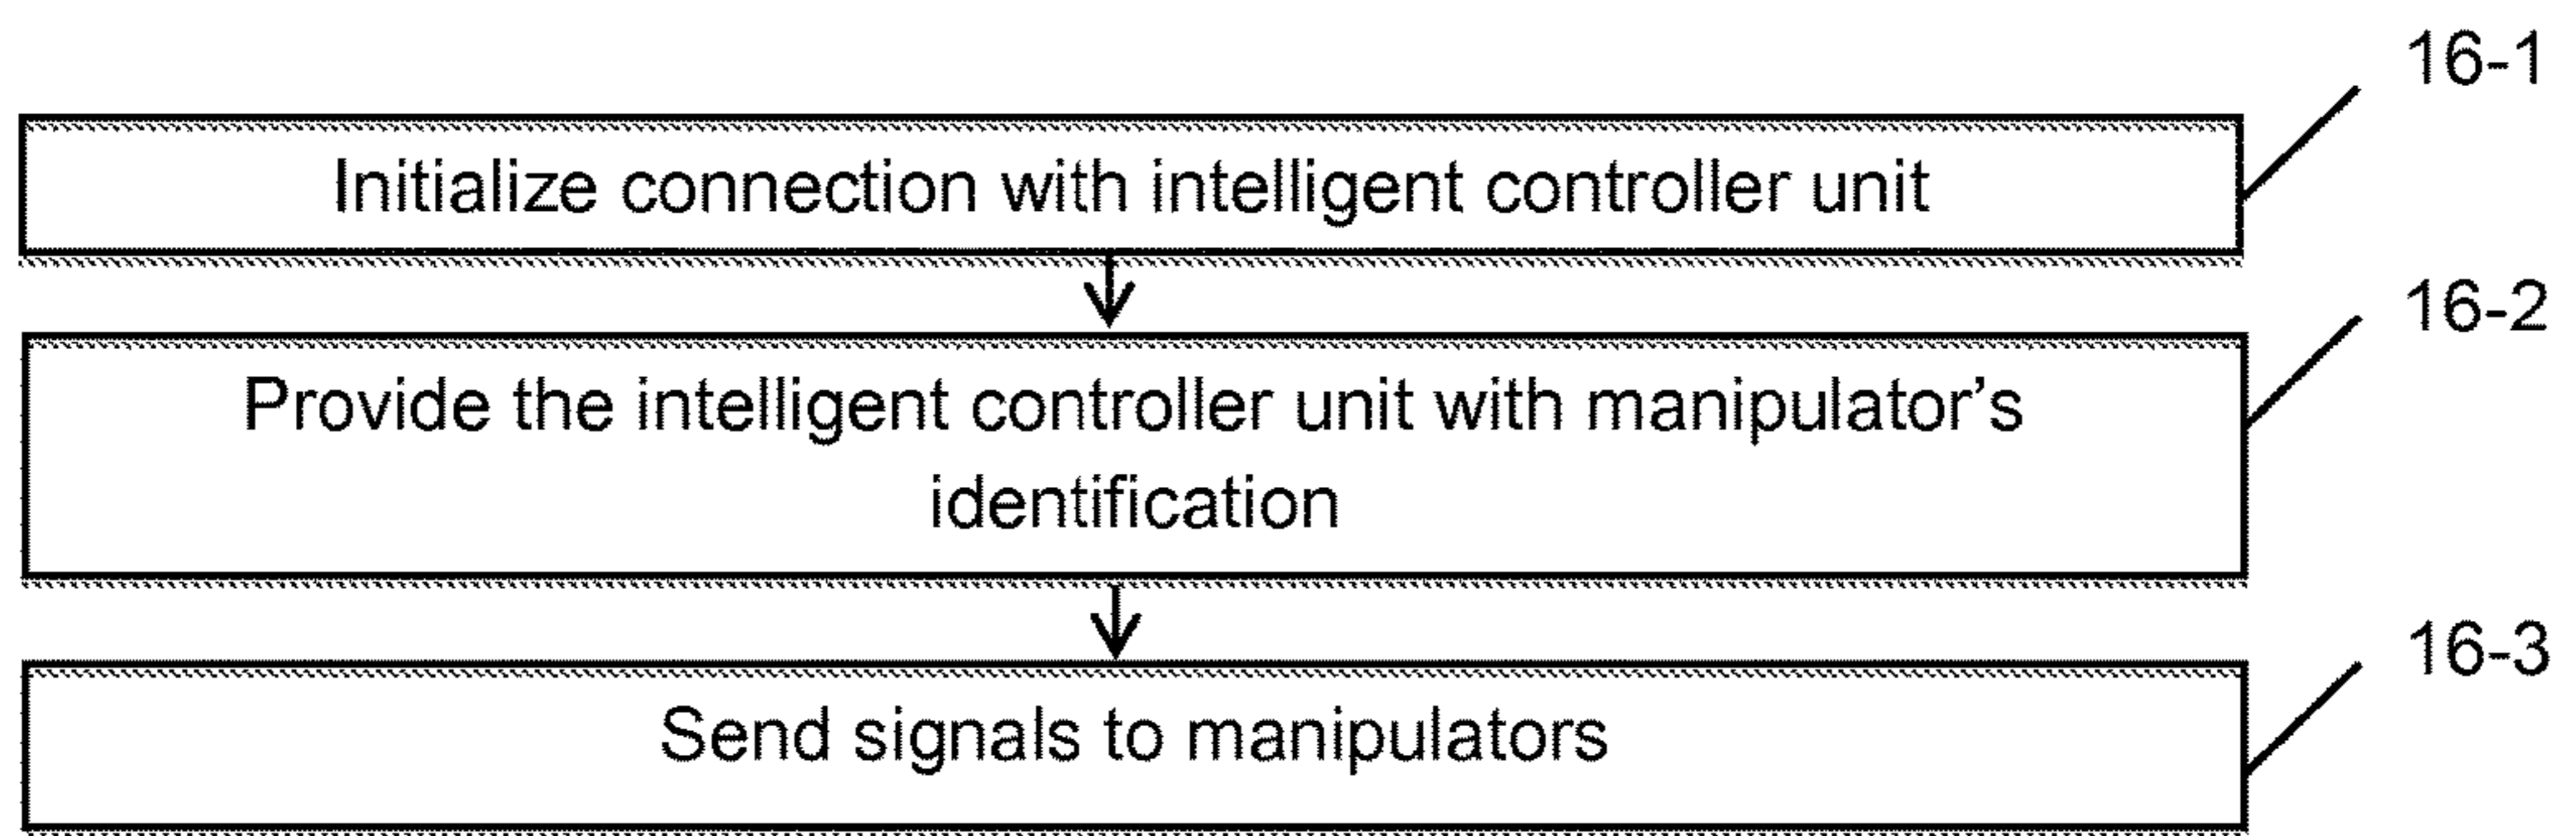 16-1
Initialize connection with intelligent controller unit
16-2
Provide the intelligent controller unit with manipulator’s
identification
16-3
Send signals to manipulators